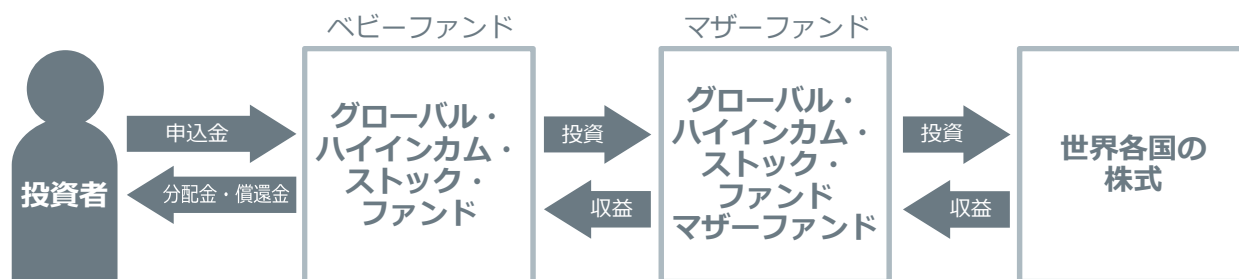 ベビーファンド
マザーファンド
投資者
申込金
分配金・償還金
グローバル・
ハイインカム・
ストック・
ファンド
投資
収益
グローバル・
ハイインカム・
ストック・
ファンド
マザーファンド
投資
収益
世界各国の
株式